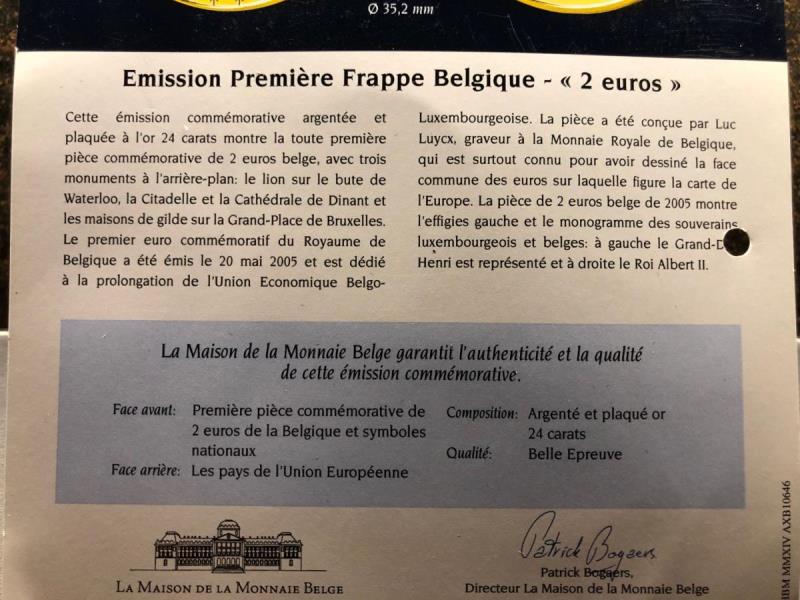 Ø 35,2 mm
Emission Première Frappe Belgique - « 2 euros »
Cette émission commémorative argentée et
plaquée à l'or 24 carats montre la toute première
pièce commémorative de 2 euros belge, avec trois
monuments à l'arrière-plan: le lion sur le bute de
Waterloo, la Citadelle et la Cathédrale de Dinant et
les maisons de gilde sur la Grand-Place de Bruxelles.
Le premier euro commémoratif du Royaume de
Belgique a été émis le 20 mai 2005 et est dédié
à la prolongation de l'Union Economique Belgo-
Luxembourgeoise. La pièce a été conçue par Luc
Luycx, graveur à la Monnaie Royale de Belgique,
qui est surtout connu pour avoir dessiné la face
commune des euros sur laquelle figure la carte de
l'Europe. La pièce de 2 euros belge de 2005 montre
l'effigies gauche et le monogramme des souverains
luxembourgeois et belges: à gauche le Grand-D
Henri est représenté et à droite le Roi Albert II.
La Maison de la Monnaie Belge garantit l'authenticité et la qualité
de cette émission commémorative.
Face avant: Première pièce commémorative de
2 euros de la Belgique et symboles
nationaux
Face arrière: Les pays de l'Union Européenne
Composition: Argenté et plaqué or
24 carats
Qualité: Belle Epreuve
LA MAISON DE LA MONNAIE BELGE
Patrick Bogaers
Patrick Bogaers,
Directeur La Maison de la Monnaie Belge
IBM MMXIV AXB10646